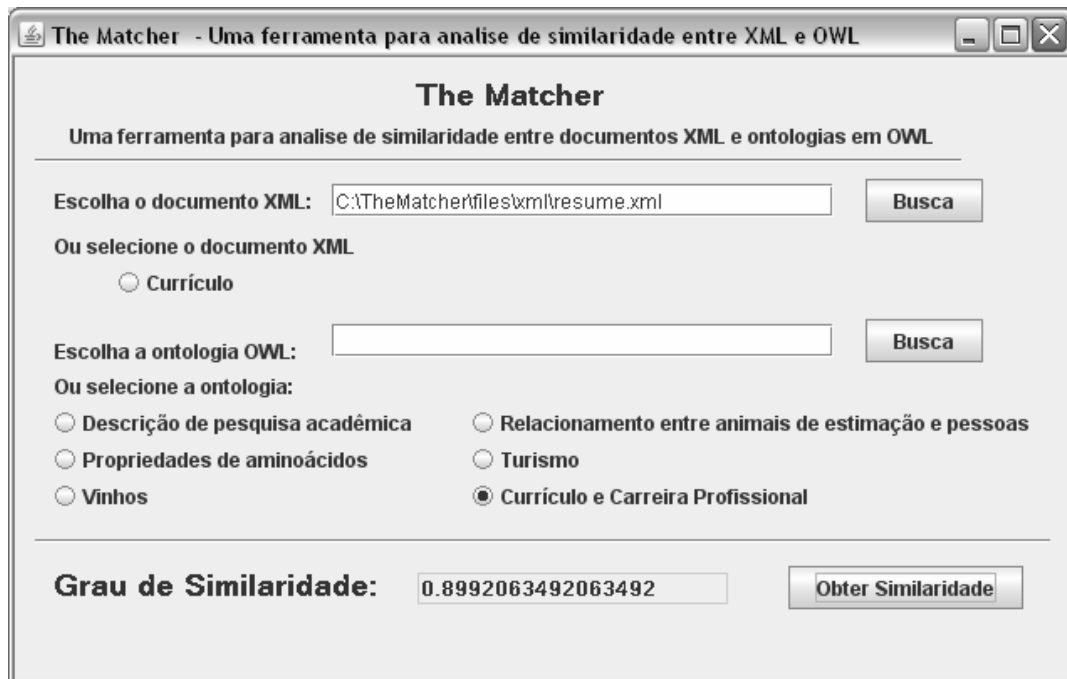 The Matcher - Uma ferramenta para analise de similaridade entre XML e OWL
The Matcher
Uma ferramenta para analise de similaridade entre documentos XML e ontologias em OWL
Escolha o documento XML: C:\TheMatcher\files\xml\resume.xml Busca
Ou selecione o documento XML
Currículo
Escolha a ontologia OWL: Busca
Ou selecione a ontologia:
Descrição de pesquisa acadêmica Relacionamento entre animais de estimação e pessoas
Propriedades de aminoácidos Turismo
Vinhos Currículo e Carreira Profissional
Grau de Similaridade: 0.8992063492063492 Obter Similaridade